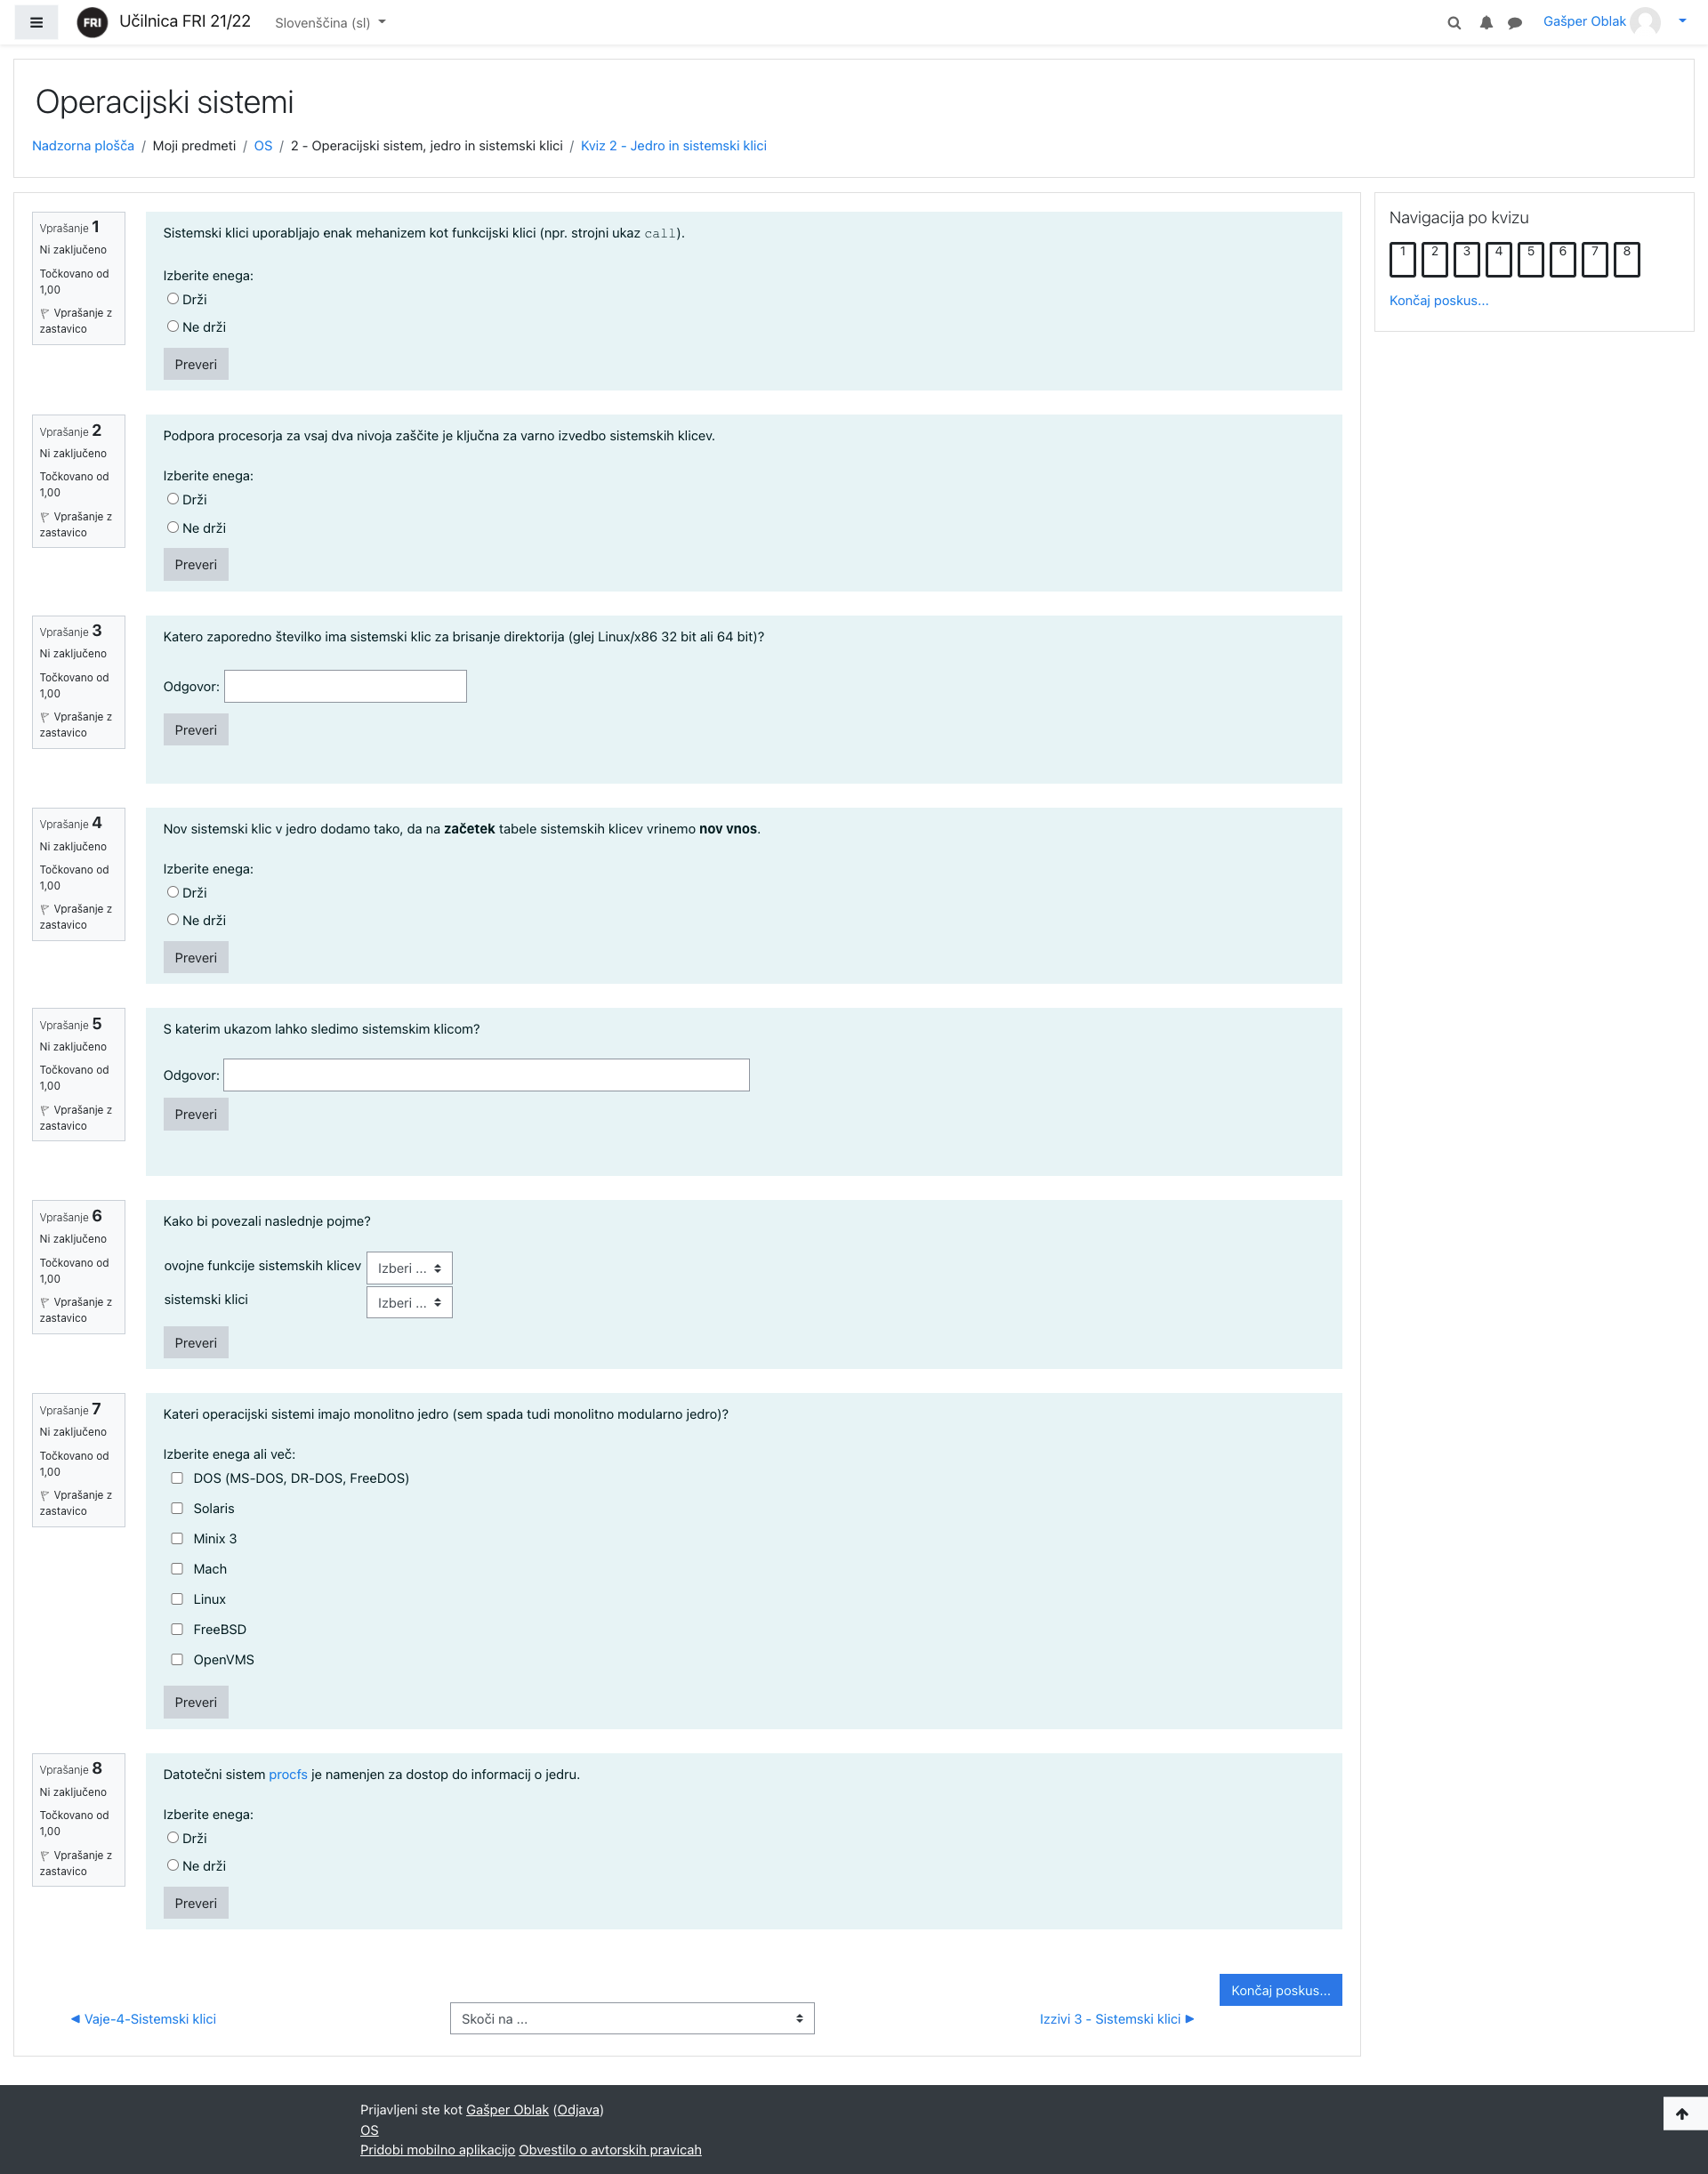 FRI Učilnica FRI 21/22 Slovenščina (sl) Gašper Oblak
Operacijski sistemi
Nadzorna plošča / Moji predmeti / OS / 2 - Operacijski sistem, jedro in sistemski klici / Kviz 2 - Jedro in sistemski klici
Vprašanje 1
Ni zaključeno
Točkovano od
1,00
Vprašanje z
zastavico
Sistemski klici uporabljajo enak mehanizem kot funkcijski klici (npr. strojni ukaz call).
Izberite enega:
Drži
Ne drži
Preveri
Vprašanje 2
Ni zaključeno
Točkovano od
1,00
Vprašanje z
zastavico
Podpora procesorja za vsaj dva nivoja zaščite je ključna za varno izvedbo sistemskih klicev.
Izberite enega:
Drži
Ne drži
Preveri
Vprašanje 3
Ni zaključeno
Točkovano od
1,00
Vprašanje z
zastavico
Katero zaporedno številko ima sistemski klic za brisanje direktorija (glej Linux/x86 32 bit ali 64 bit)?
Odgovor:
Preveri
Vprašanje 4
Ni zaključeno
Točkovano od
1,00
Vprašanje z
zastavico
Nov sistemski klic v jedro dodamo tako, da na začetek tabele sistemskih klicev vrinemo nov vnos.
Izberite enega:
Drži
Ne drži
Preveri
Vprašanje 5
Ni zaključeno
Točkovano od
1,00
Vprašanje z
zastavico
S katerim ukazom lahko sledimo sistemskim klicom?
Odgovor:
Preveri
Vprašanje 6
Ni zaključeno
Točkovano od
1,00
Vprašanje z
zastavico
Kako bi povezali naslednje pojme?
ovojne funkcije sistemskih klicev Izberi ...
sistemski klici Izberi ...
Preveri
Vprašanje 7
Ni zaključeno
Točkovano od
1,00
Vprašanje z
zastavico
Kateri operacijski sistemi imajo monolitno jedro (sem spada tudi monolitno modularno jedro)?
Izberite enega ali več:
DOS (MS-DOS, DR-DOS, FreeDOS)
Solaris
Minix 3
Mach
Linux
FreeBSD
OpenVMS
Preveri
Vprašanje 8
Ni zaključeno
Točkovano od
1,00
Vprašanje z
zastavico
Datotečni sistem procfs je namenjen za dostop do informacij o jedru.
Izberite enega:
Drži
Ne drži
Preveri
Končaj poskus...
◄ Vaje-4-Sistemski klici
Skoči na ...
Izzivi 3 - Sistemski klici ►
Navigacija po kvizu
1 2 3 4 5 6 7 8
Končaj poskus...
Prijavljeni ste kot Gašper Oblak (Odjava)
OS
Pridobi mobilno aplikacijo Obvestilo o avtorskih pravicah